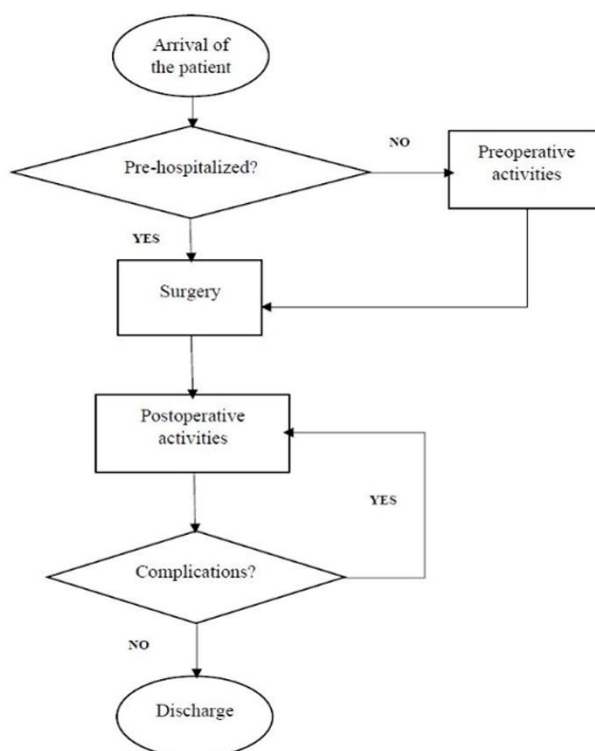 Arrival of
the patient
Pre-hospitalized?
NO
Preoperative
activities
YES
Surgery
Postoperative
activities
YES
Complications?
NO
Discharge